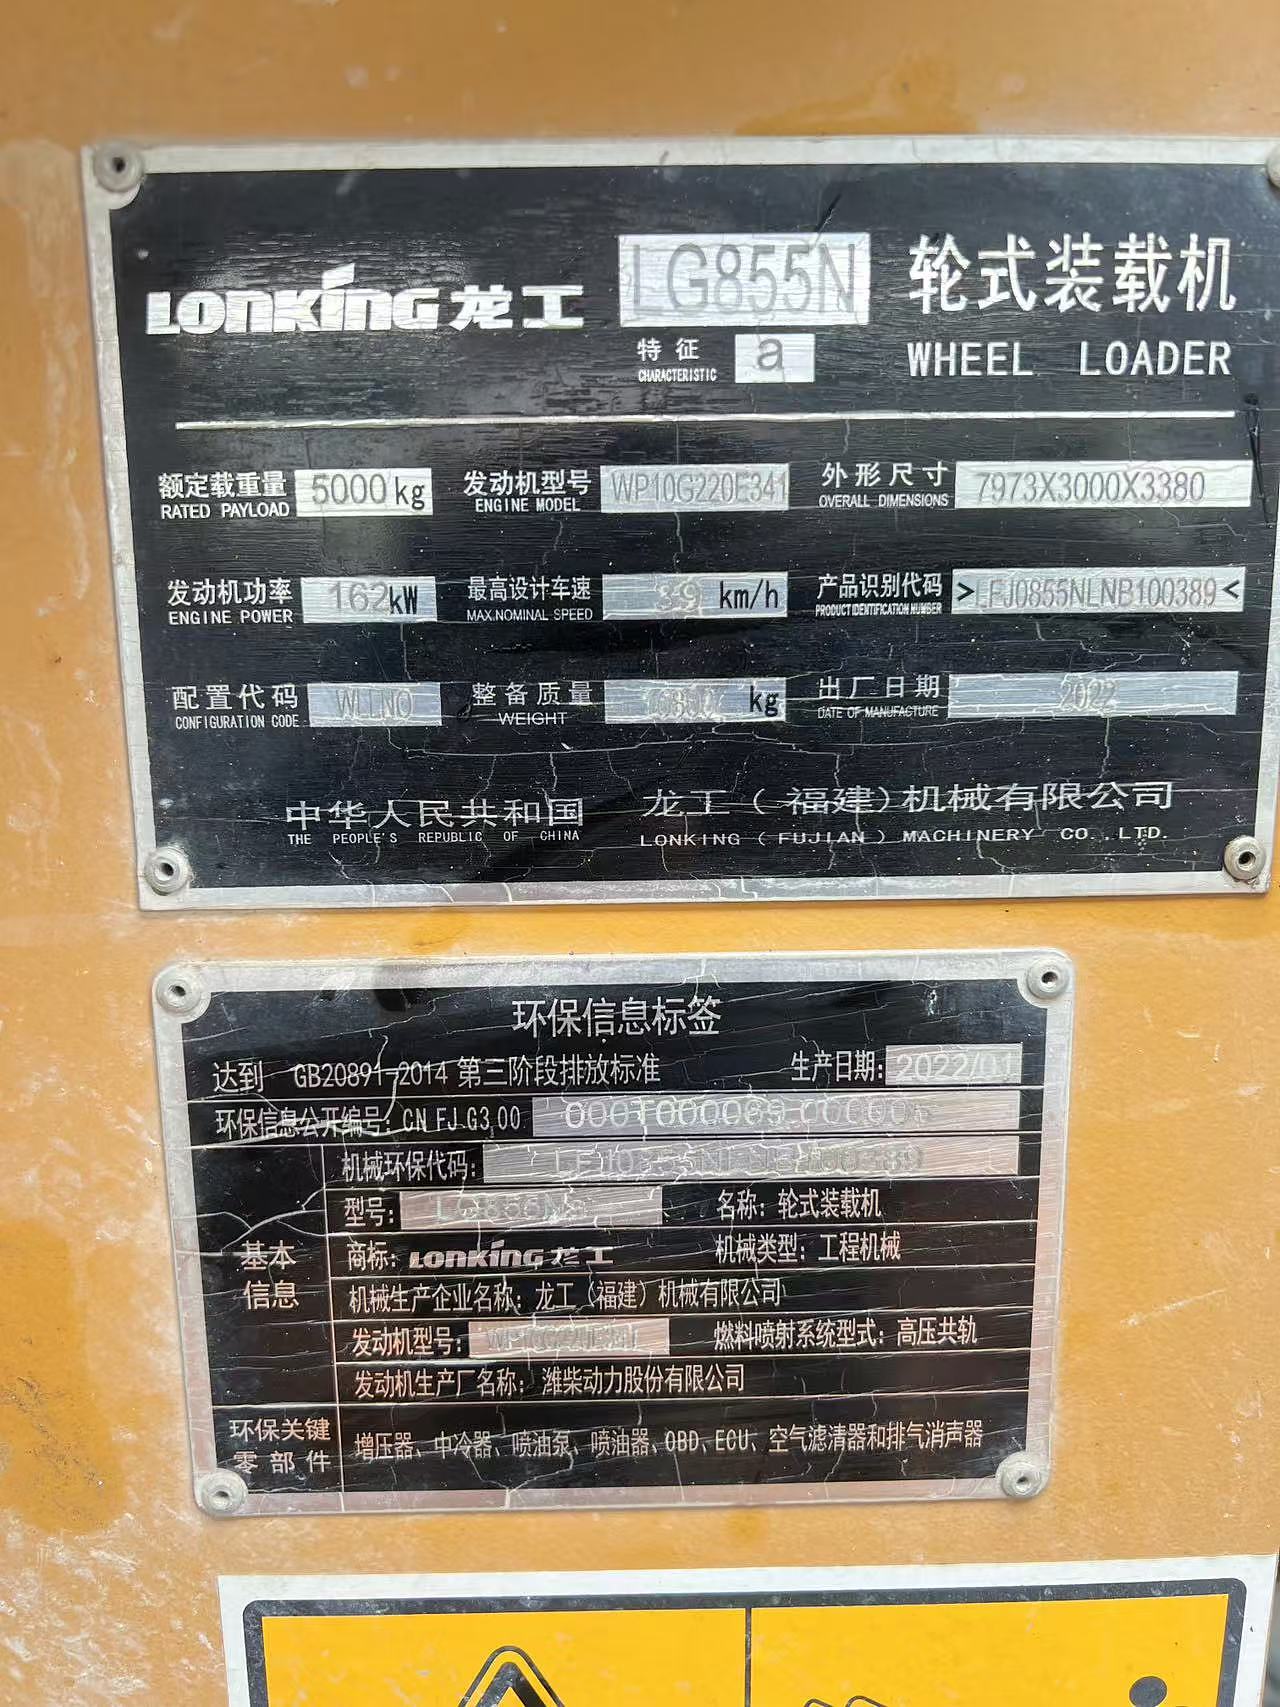 LONKING 龙工 LG855N 轮式装载机
特征 CHARACTERISTIC a WHEEL LOADER
额定载重量 RATED PAYLOAD 5000 kg 发动机型号 ENGINE MODEL WP10G220E341 外形尺寸 OVERALL DIMENSIONS 7973X3000X3380
发动机功率 ENGINE POWER 162 kW 最高设计车速 MAX.NOMINAL SPEED 39 km/h 产品识别代码 PRODUCT IDENTIFICATION NUMBER >LFJ0855NLNB100389<
配置代码 CONFIGURATION CODE 整备质量 WEIGHT kg 出厂日期 DATE OF MANUFACTURE 2022
中华人民共和国 龙工(福建)机械有限公司
THE PEOPLE'S REPUBLIC OF CHINA LONKING (FUJIAN) MACHINERY CO.,LTD.
环保信息标签
达到 GB20891-2014 第三阶段排放标准 生产日期: 2022/01
环保信息公开编号: CN FJ G3 00
机械环保代码:
型号: 名称: 轮式装载机
基本信息 商标: LONKING 龙工 机械类型: 工程机械
机械生产企业名称: 龙工(福建)机械有限公司
发动机型号: 燃料喷射系统型式: 高压共轨
发动机生产厂名称: 潍柴动力股份有限公司
环保关键零部件 增压器、中冷器、喷油泵、喷油器、OBD、ECU、空气滤清器和排气消声器